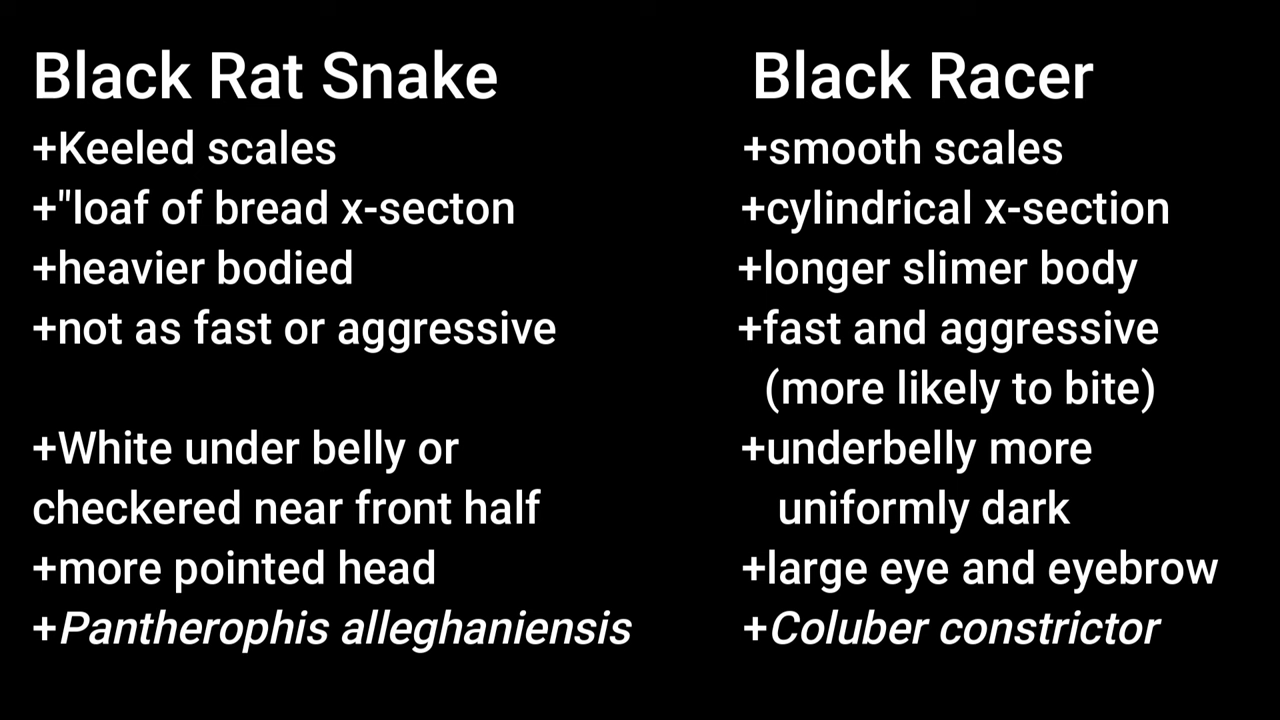 Black Rat Snake
+Keeled scales
+"loaf of bread x-secton
+heavier bodied
+not as fast or aggressive
+White under belly or
checkered near front half
+more pointed head
+Pantherophis alleghaniensis
Black Racer
+smooth scales
+cylindrical x-section
+longer slimer body
+fast and aggressive
(more likely to bite)
+underbelly more
uniformly dark
+large eye and eyebrow
+Coluber constrictor